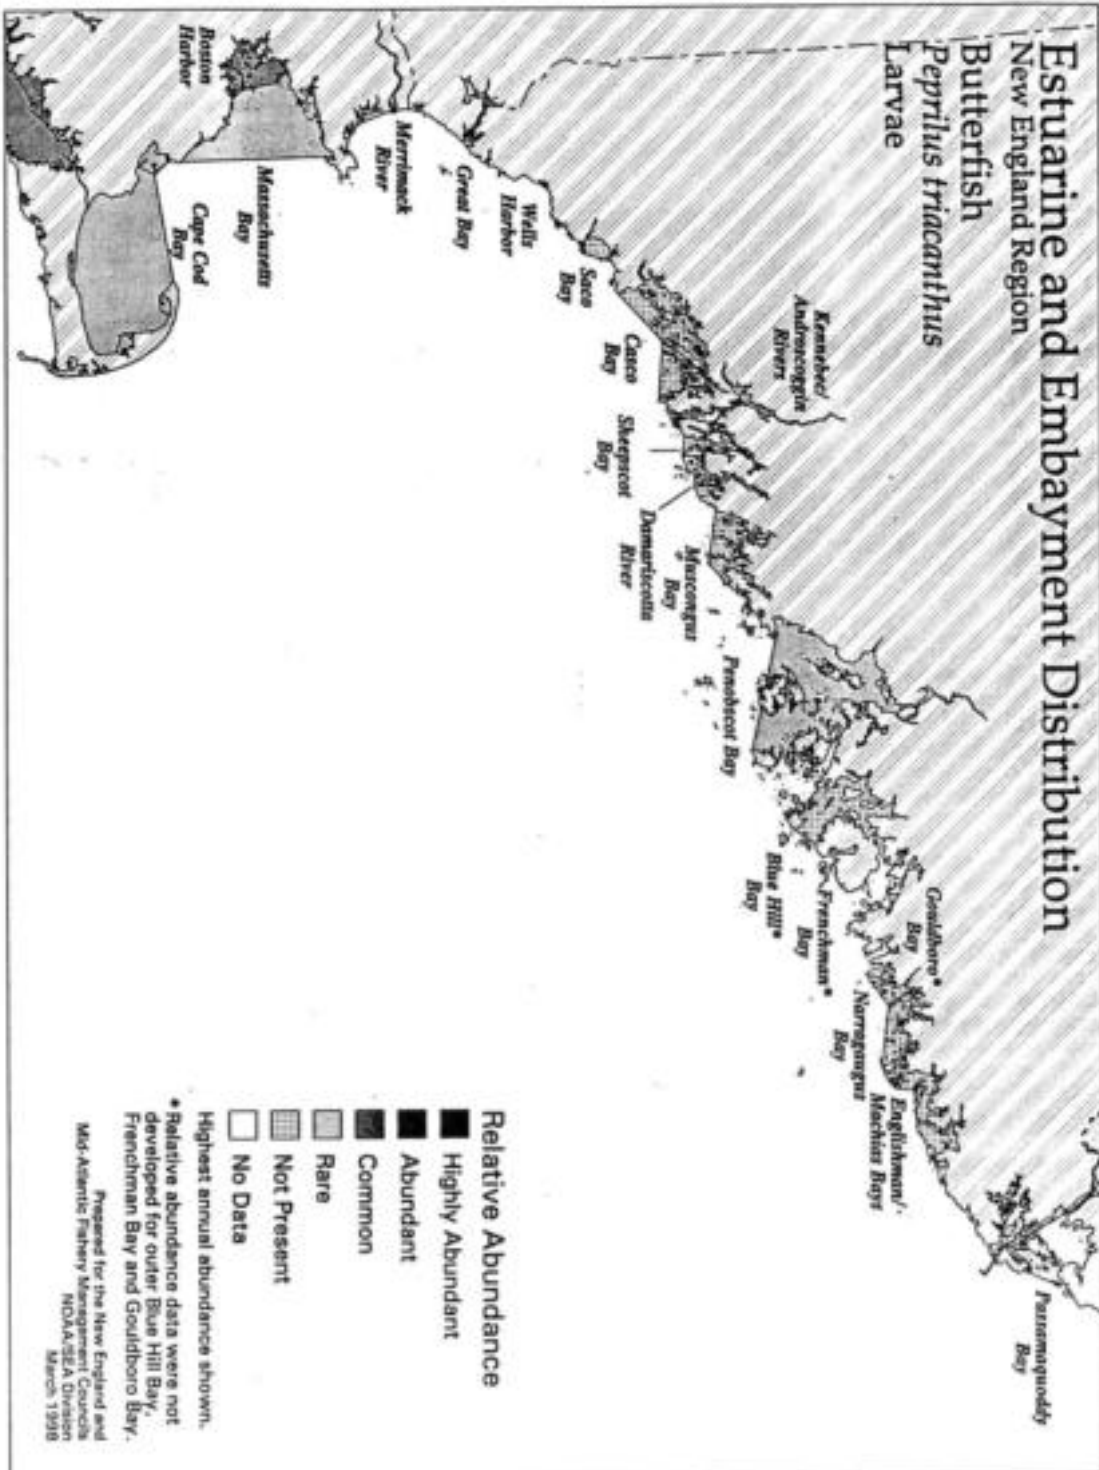 Estuarine and Embayment Distribution
New England Region
Butterfish
Peprilus triacanthus
Larvae
Passamaquoddy
Bay
Englishman/
Machias Bays
Narraguagus
Bay
Gouldboro*
Bay
Frenchman*
Bay
Blue Hill*
Bay
Penobscot Bay
Muscongus
Bay
Damariscotta
River
Sheepscot
Bay
Kennebec/
Androscoggin
Rivers
Casco
Bay
Saco
Bay
Wells
Harbor
Great Bay
Merrimack
River
Massachusetts
Bay
Boston
Harbor
Cape Cod
Bay
Relative Abundance
Highly Abundant
Abundant
Common
Rare
Not Present
No Data
Highest annual abundance shown.
* Relative abundance data were not
developed for outer Blue Hill Bay,
Frenchman Bay and Gouldboro Bay.
Prepared for the New England and
Mid-Atlantic Fishery Management Councils
NOAA/SEA Division
March 1998